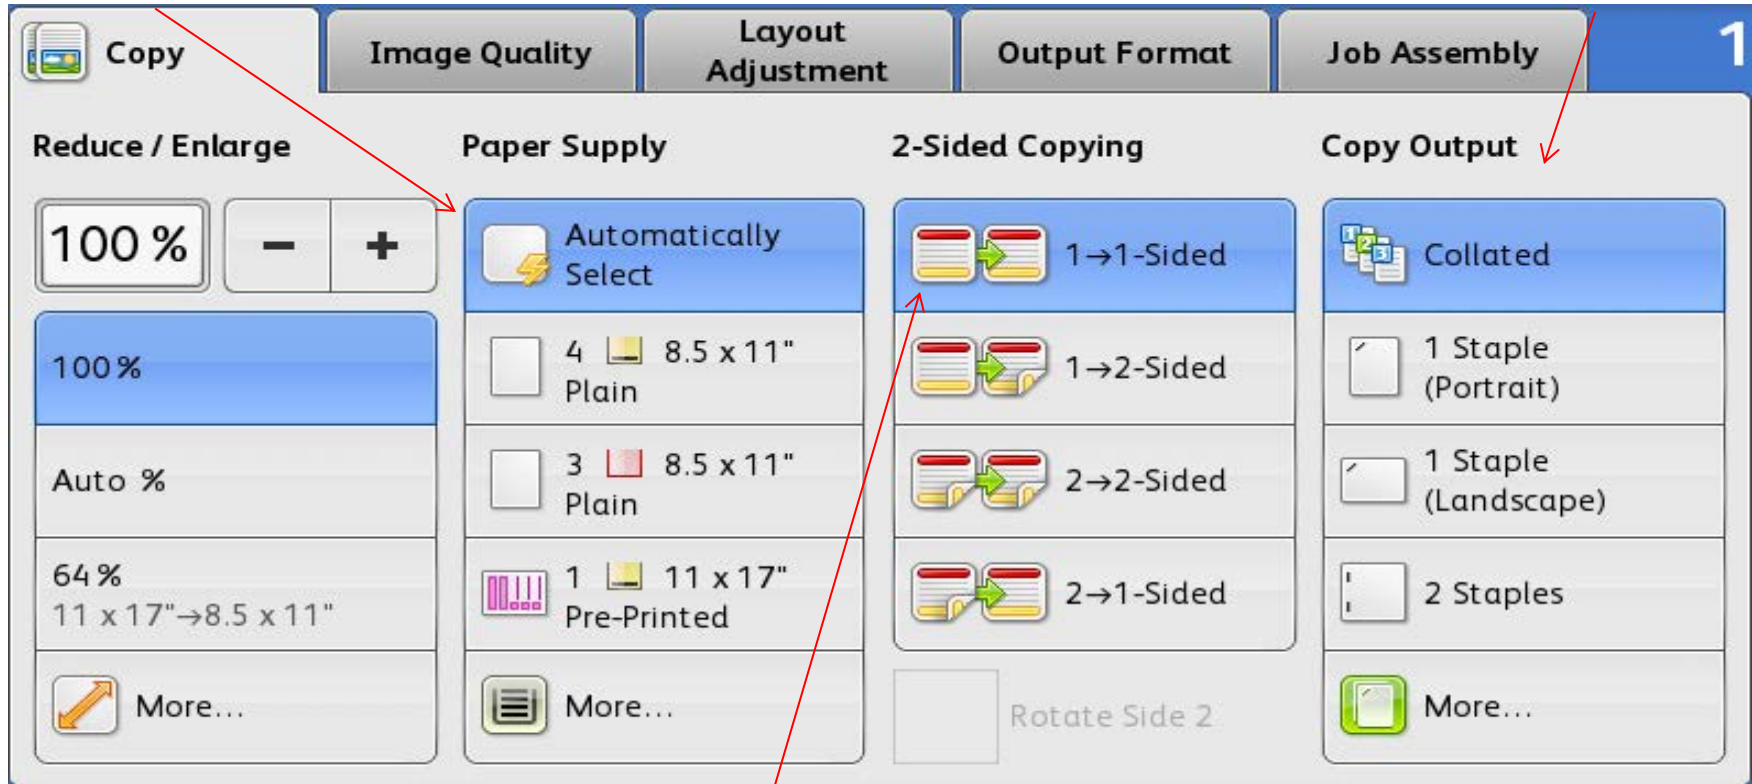 Copy
Image Quality
Layout
Adjustment
Output Format
Job Assembly
1
Reduce / Enlarge
100 %
−
+
100 %
Auto %
64 %
11 x 17"→8.5 x 11"
More...
Paper Supply
Automatically
Select
4 8.5 x 11"
Plain
3 8.5 x 11"
Plain
1 11 x 17"
Pre-Printed
More...
2-Sided Copying
1→1-Sided
1→2-Sided
2→2-Sided
2→1-Sided
Rotate Side 2
Copy Output
1 2 3
Collated
1 Staple
(Portrait)
1 Staple
(Landscape)
2 Staples
More...